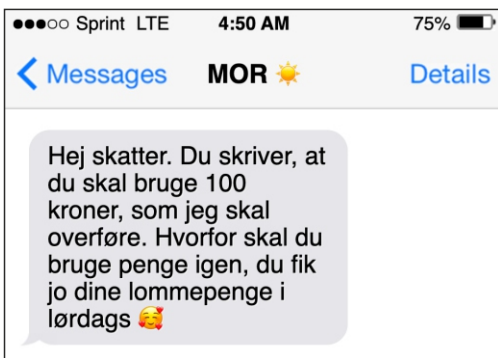 ●●●○○ Sprint LTE 4:50 AM 75%
Messages MOR ☀️ Details
Hej skatter. Du skriver, at
du skal bruge 100
kroner, som jeg skal
overføre. Hvorfor skal du
bruge penge igen, du fik
jo dine lommepenge i
lørdags 🥰